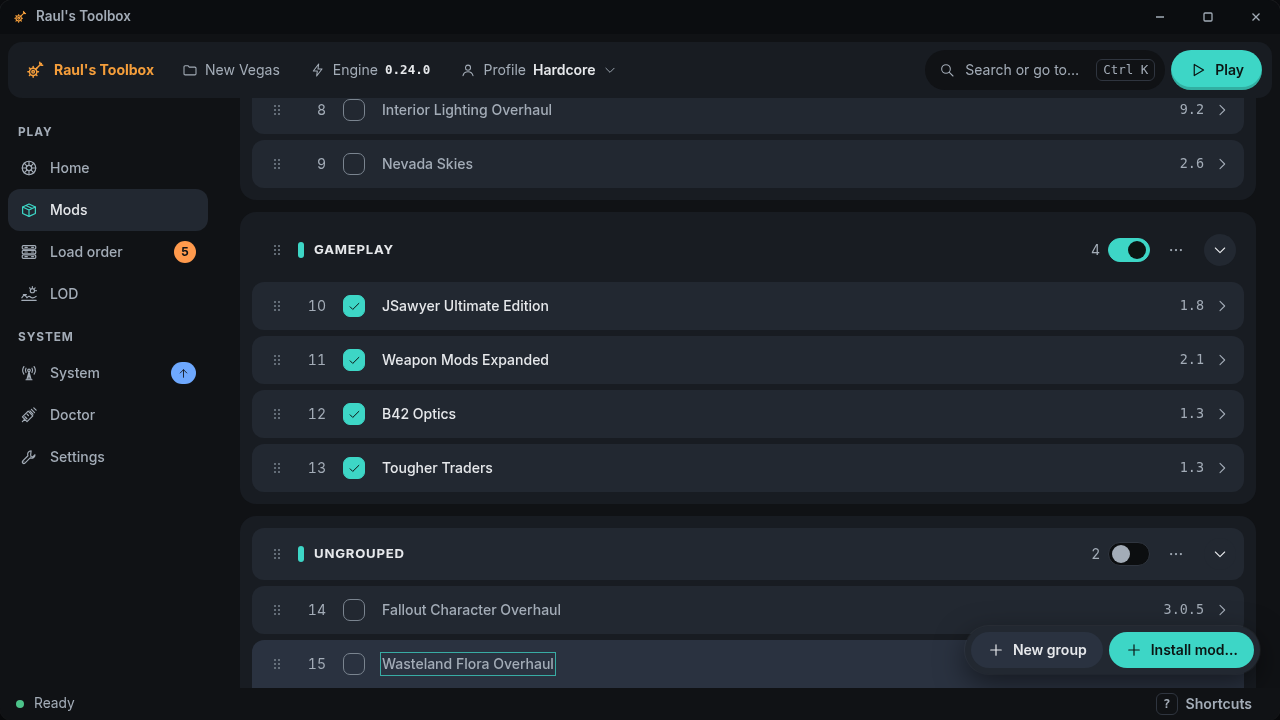 Raul's Toolbox
Raul's Toolbox
New Vegas
Engine 0.24.0
Profile Hardcore
Search or go to...
Ctrl K
Play
PLAY
Home
Mods
Load order 5
LOD
SYSTEM
System
Doctor
Settings
8 Interior Lighting Overhaul 9.2
9 Nevada Skies 2.6
GAMEPLAY 4
10 JSawyer Ultimate Edition 1.8
11 Weapon Mods Expanded 2.1
12 B42 Optics 1.3
13 Tougher Traders 1.3
UNGROUPED 2
14 Fallout Character Overhaul 3.0.5
15 Wasteland Flora Overhaul
New group
Install mod...
Ready
? Shortcuts